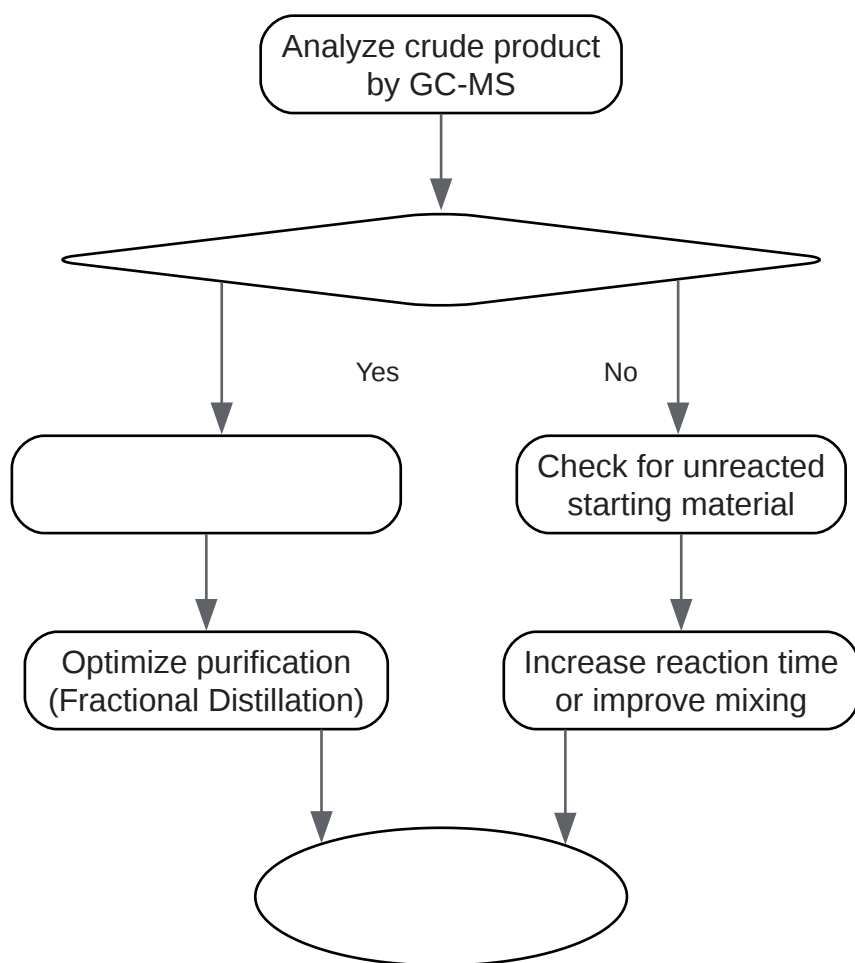 Analyze crude product
by GC-MS
Yes
No
Check for unreacted
starting material
Optimize purification
(Fractional Distillation)
Increase reaction time
or improve mixing